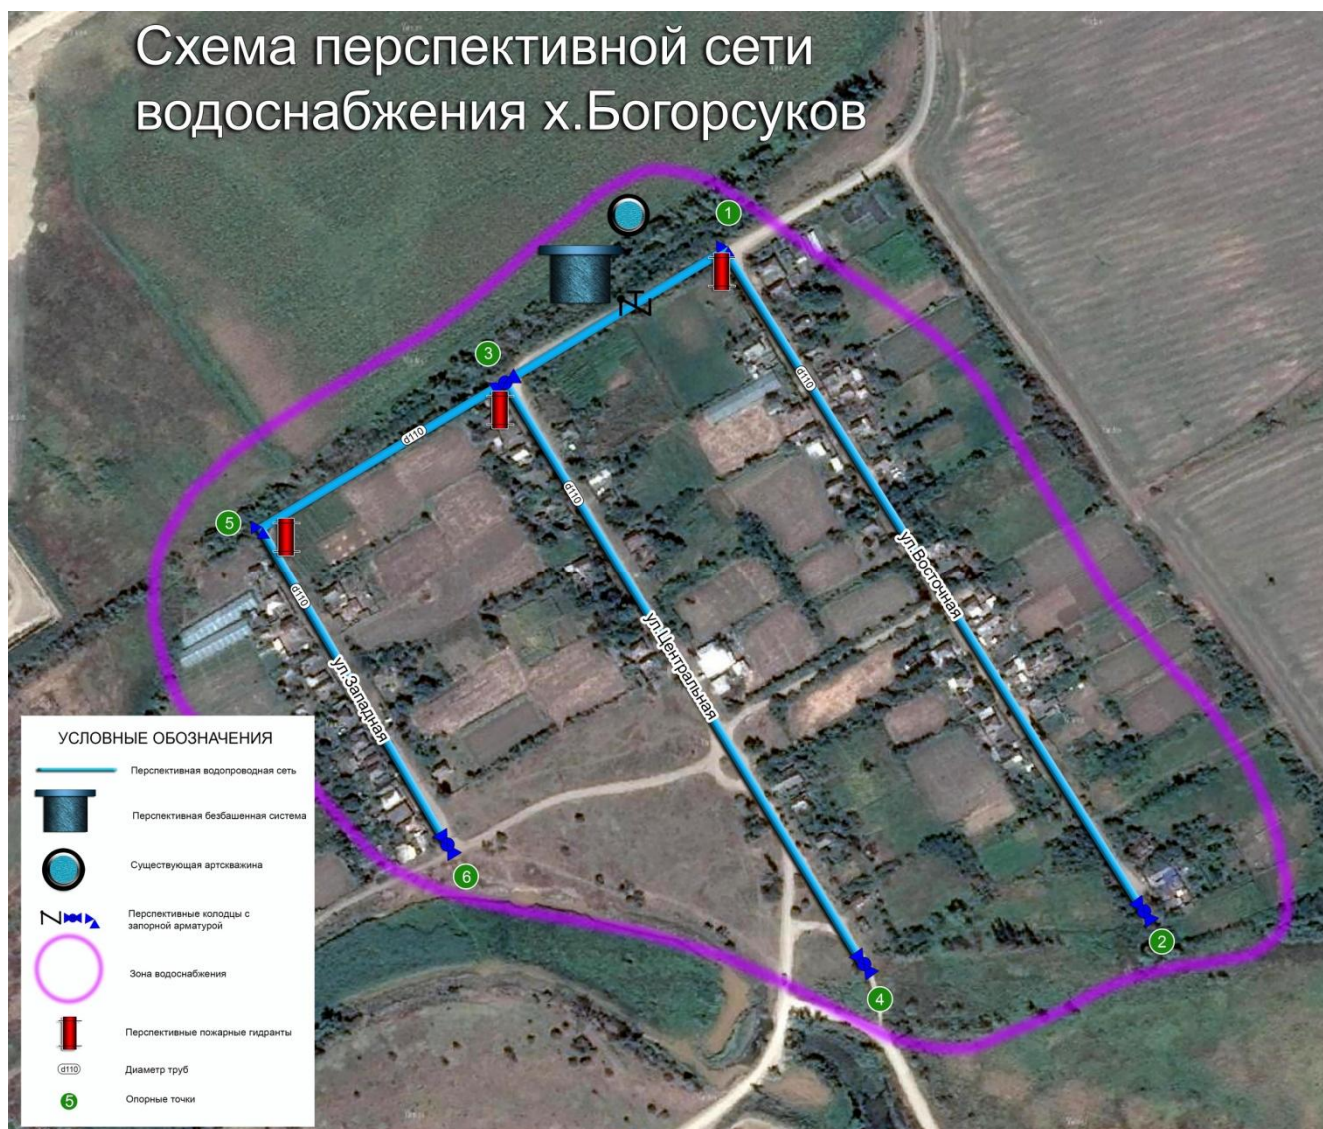 Схема перспективной сети
водоснабжения х.Богорсуков
1
3
d110
d110
5
d110
d110
ул.Восточная
ул.Центральная
ул.Западная
6
2
4
УСЛОВНЫЕ ОБОЗНАЧЕНИЯ
Перспективная водопроводная сеть
Перспективная безбашенная система
Существующая артскважина
Перспективные колодцы с
запорной арматурой
Зона водоснабжения
Перспективные пожарные гидранты
d110
Диаметр труб
5
Опорные точки